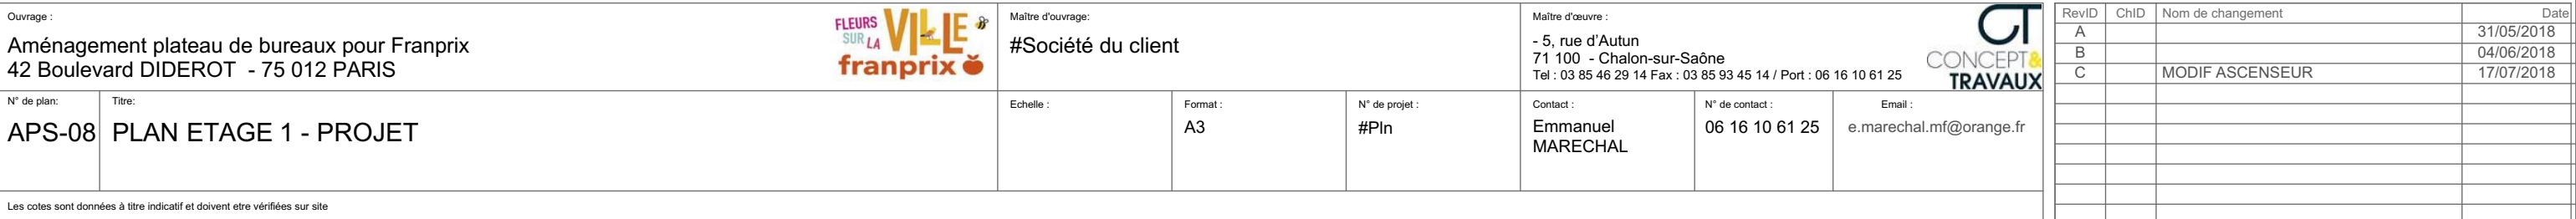 Ouvrage :
Aménagement plateau de bureaux pour Franprix
42 Boulevard DIDEROT - 75 012 PARIS
FLEURS
SUR LA
VILLE
franprix
Maître d'ouvrage:
#Société du client
Maître d'œuvre :
- 5, rue d'Autun
71 100 - Chalon-sur-Saône
Tel : 03 85 46 29 14 Fax : 03 85 93 45 14 / Port : 06 16 10 61 25
CT
CONCEPT&
TRAVAUX
N° de plan:
APS-08
Titre:
PLAN ETAGE 1 - PROJET
Echelle :
Format :
A3
N° de projet :
#Pln
Contact :
Emmanuel
MARECHAL
N° de contact :
06 16 10 61 25
Email :
e.marechal.mf@orange.fr
Les cotes sont données à titre indicatif et doivent etre vérifiées sur site
RevID ChID Nom de changement Date
A 31/05/2018
B 04/06/2018
C MODIF ASCENSEUR 17/07/2018